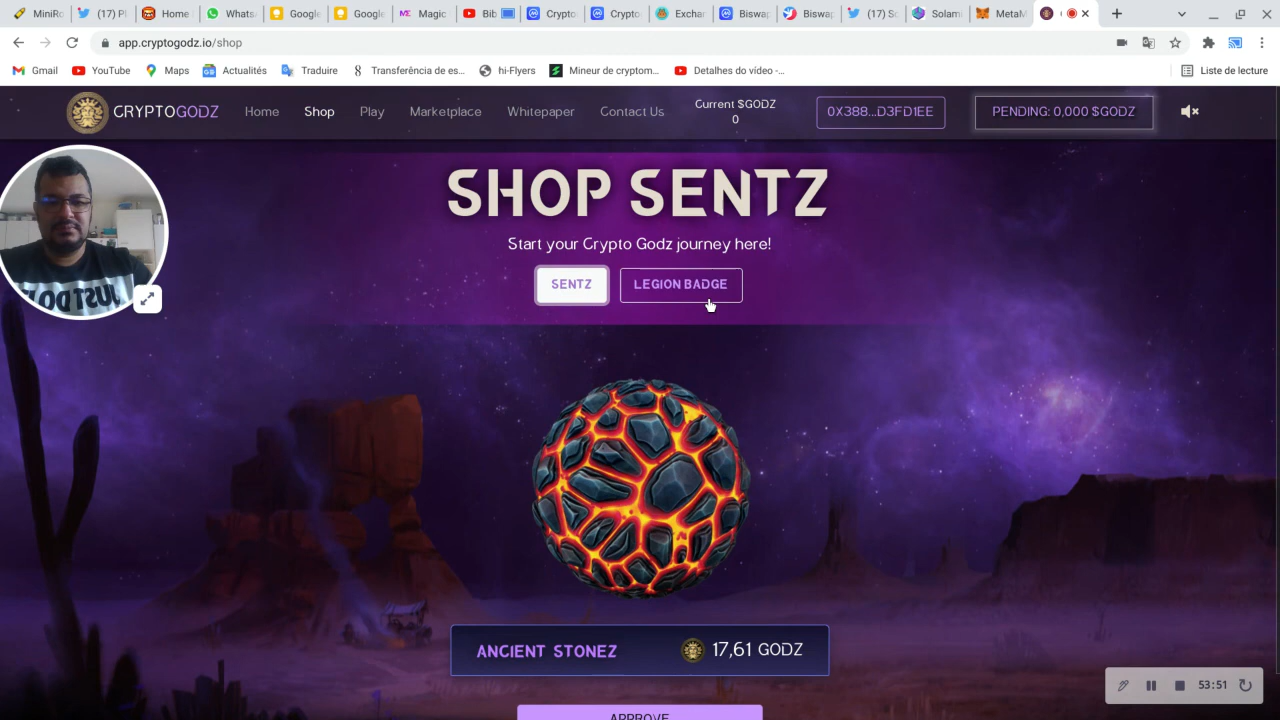 MiniRo
(17) P
Home
Whats
Google
Google
Magic
Bib
Crypto
Crypto
Exchar
Biswap
Biswap
(17) Sc
Solami
MetaM
app.cryptogodz.io/shop
Gmail
YouTube
Maps
Actualités
Traduire
Transferência de es...
hi-Flyers
Mineur de cryptom...
Detalhes do vídeo -...
Liste de lecture
CRYPTOGODZ
Home
Shop
Play
Marketplace
Whitepaper
Contact Us
Current $GODZ
0
0X388...D3FD1EE
PENDING: 0,000 $GODZ
SHOP SENTZ
Start your Crypto Godz journey here!
SENTZ
LEGION BADGE
JUST DO
ANCIENT STONEZ
17,61 GODZ
APPROVE
53:51